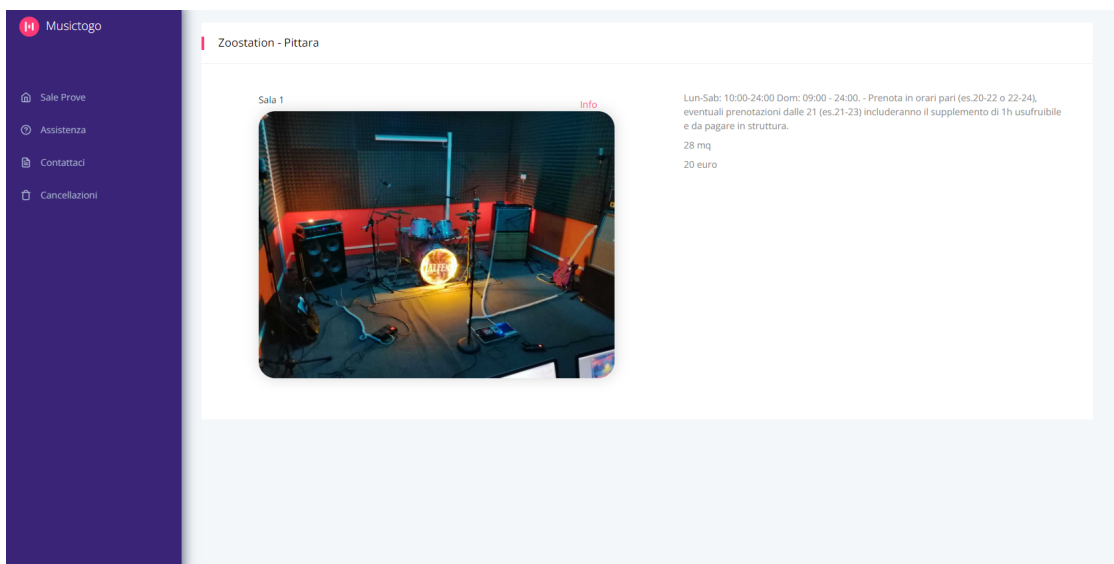 Musictogo
Sale Prove
Assistenza
Contattaci
Cancellazioni
Zoostation - Pittara
Sala 1
Info
Lun-Sab: 10:00-24:00 Dom: 09:00 - 24:00. - Prenota in orari pari (es.20-22 o 22-24),
eventuali prenotazioni dalle 21 (es.21-23) includeranno il supplemento di 1h usufruibile
e da pagare in struttura.
28 mq
20 euro